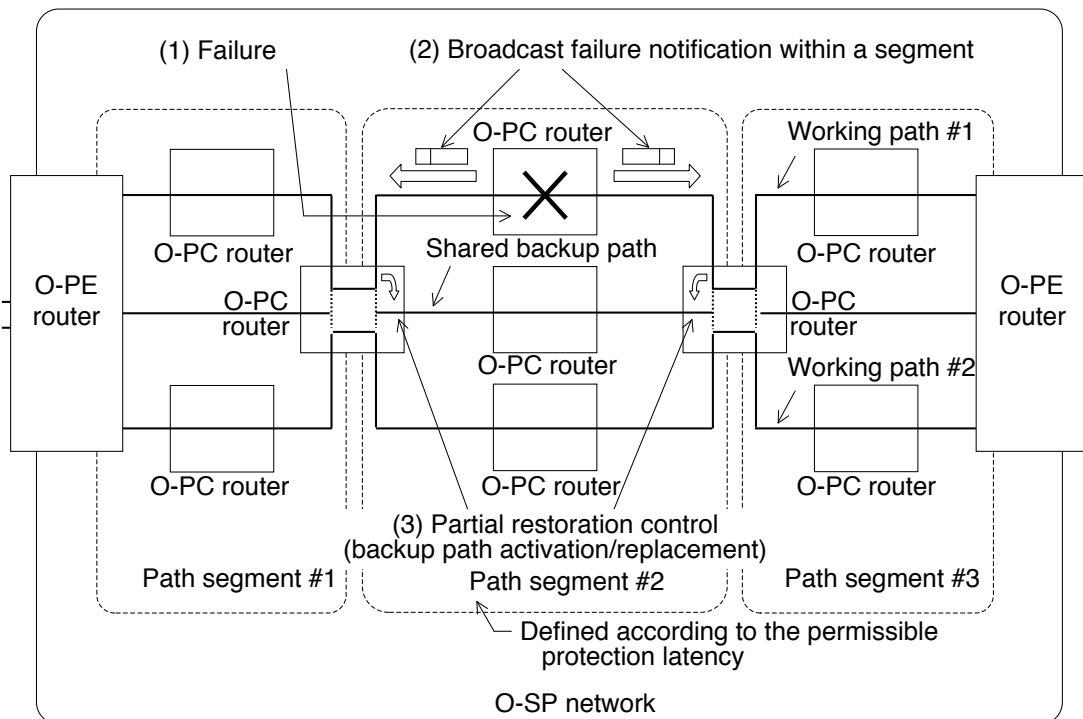 (1) Failure
(2) Broadcast failure notification within a segment
O-PC router
Working path #1
O-PC router
Shared backup path
O-PC router
O-PE
router
O-PC
router
O-PC
router
O-PE
router
O-PC router
Working path #2
O-PC router
O-PC router
O-PC router
(3) Partial restoration control
(backup path activation/replacement)
Path segment #1
Path segment #2
Path segment #3
Defined according to the permissible
protection latency
O-SP network